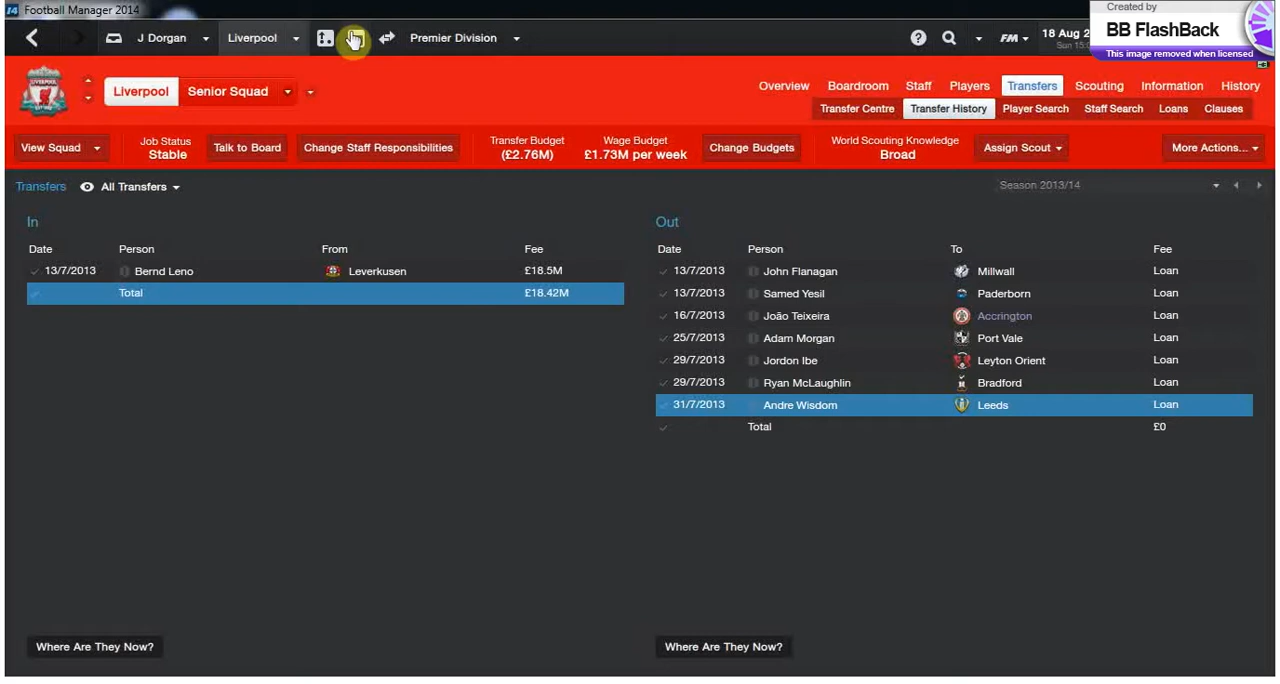 Football Manager 2014
Created by
BB FlashBack
This image removed when licensed
J Dorgan
Liverpool
Premier Division
FM
18 Aug 2
Sun 15:0
Liverpool
Senior Squad
Overview Boardroom Staff Players Transfers Scouting Information History
Transfer Centre Transfer History Player Search Staff Search Loans Clauses
View Squad
Job Status
Stable
Talk to Board
Change Staff Responsibilities
Transfer Budget
(£2.76M)
Wage Budget
£1.73M per week
Change Budgets
World Scouting Knowledge
Broad
Assign Scout
More Actions...
Transfers All Transfers
Season 2013/14
In
Date Person From Fee
13/7/2013 Bernd Leno Leverkusen £18.5M
Total £18.42M
Out
Date Person To Fee
13/7/2013 John Flanagan Millwall Loan
13/7/2013 Samed Yesil Paderborn Loan
16/7/2013 João Teixeira Accrington Loan
25/7/2013 Adam Morgan Port Vale Loan
29/7/2013 Jordon Ibe Leyton Orient Loan
29/7/2013 Ryan McLaughlin Bradford Loan
31/7/2013 Andre Wisdom Leeds Loan
Total £0
Where Are They Now?
Where Are They Now?